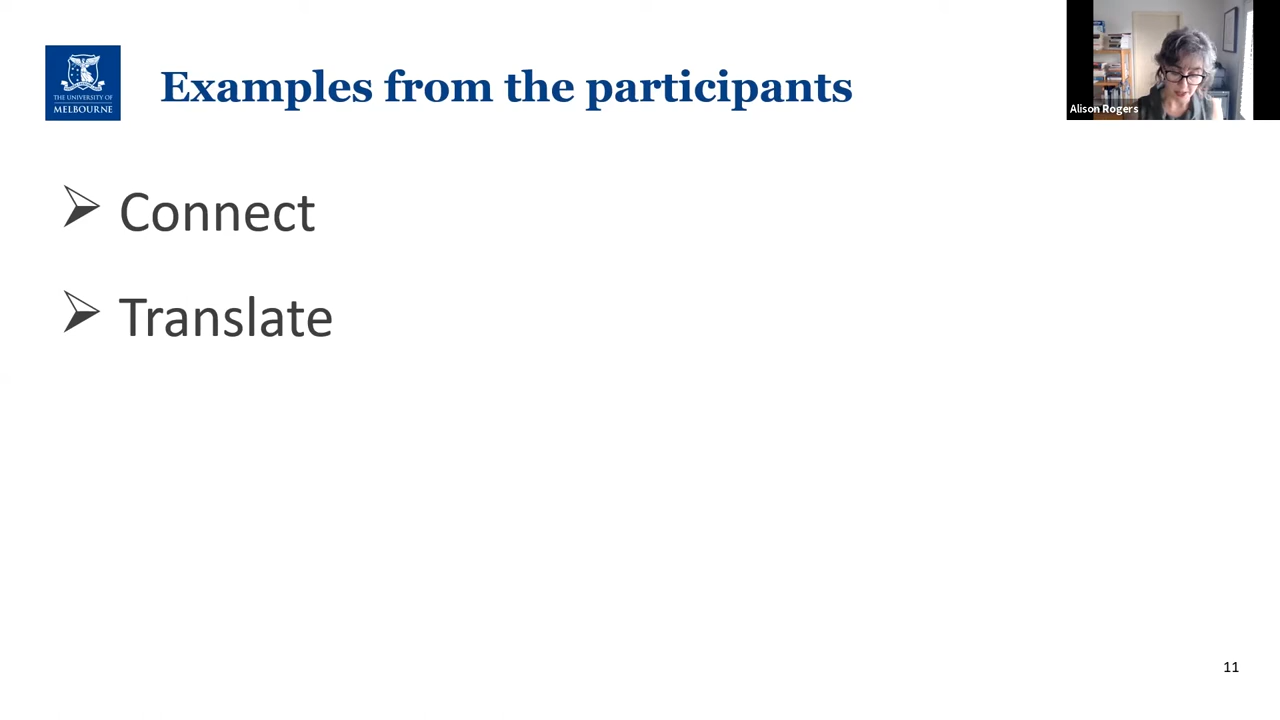 THE UNIVERSITY OF
MELBOURNE
Examples from the participants
Alison Rogers
Connect
Translate
11